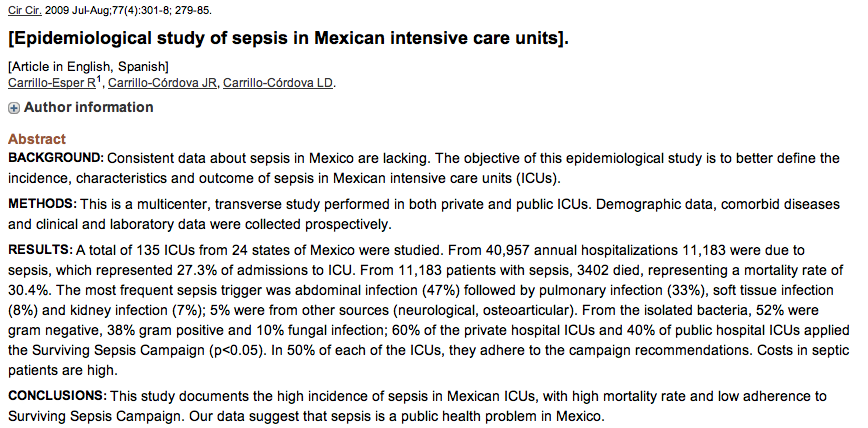 Cir Cir. 2009 Jul-Aug;77(4):301-8; 279-85.
[Epidemiological study of sepsis in Mexican intensive care units].
[Article in English, Spanish]
Carrillo-Esper R1, Carrillo-Córdova JR, Carrillo-Córdova LD.
Author information
Abstract
BACKGROUND: Consistent data about sepsis in Mexico are lacking. The objective of this epidemiological study is to better define the
incidence, characteristics and outcome of sepsis in Mexican intensive care units (ICUs).
METHODS: This is a multicenter, transverse study performed in both private and public ICUs. Demographic data, comorbid diseases
and clinical and laboratory data were collected prospectively.
RESULTS: A total of 135 ICUs from 24 states of Mexico were studied. From 40,957 annual hospitalizations 11,183 were due to
sepsis, which represented 27.3% of admissions to ICU. From 11,183 patients with sepsis, 3402 died, representing a mortality rate of
30.4%. The most frequent sepsis trigger was abdominal infection (47%) followed by pulmonary infection (33%), soft tissue infection
(8%) and kidney infection (7%); 5% were from other sources (neurological, osteoarticular). From the isolated bacteria, 52% were
gram negative, 38% gram positive and 10% fungal infection; 60% of the private hospital ICUs and 40% of public hospital ICUs applied
the Surviving Sepsis Campaign (p<0.05). In 50% of each of the ICUs, they adhere to the campaign recommendations. Costs in septic
patients are high.
CONCLUSIONS: This study documents the high incidence of sepsis in Mexican ICUs, with high mortality rate and low adherence to
Surviving Sepsis Campaign. Our data suggest that sepsis is a public health problem in Mexico.